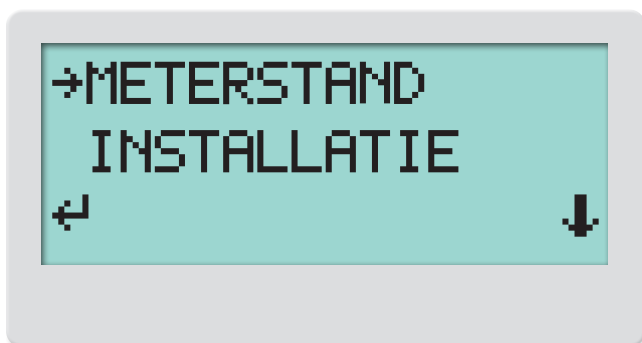 →METERSTAND
INSTALLATIE
↵ ↓